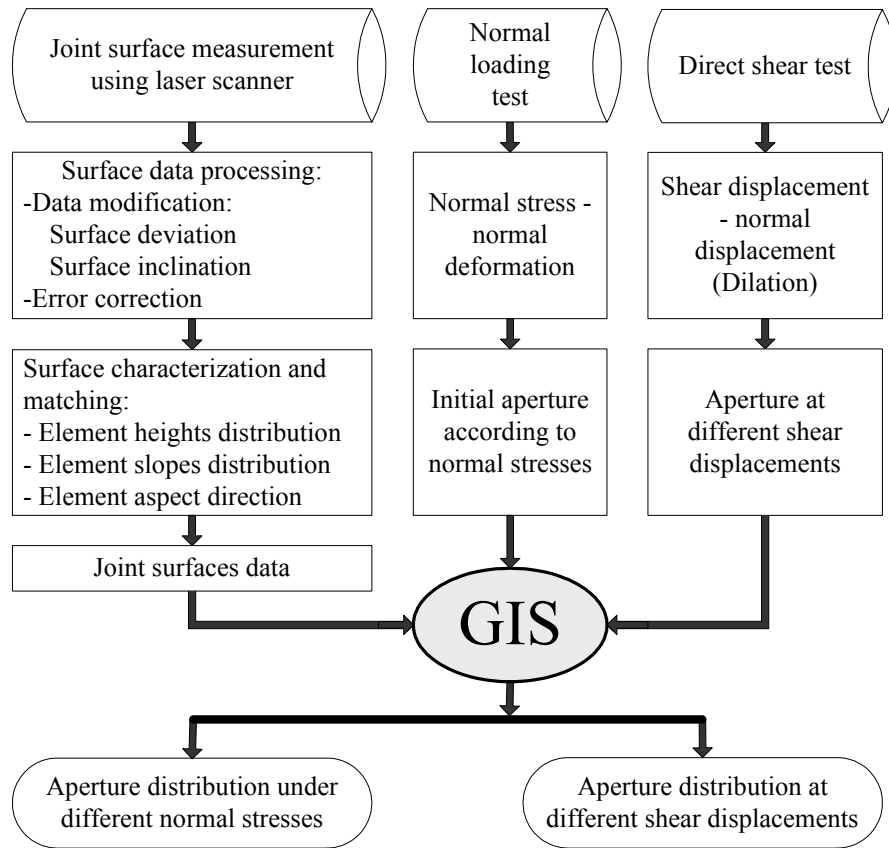 Joint surface measurement
using laser scanner
Normal
loading
test
Direct shear test
Surface data processing:
-Data modification:
Surface deviation
Surface inclination
-Error correction
Normal stress -
normal
deformation
Shear displacement
- normal
displacement
(Dilation)
Surface characterization and
matching:
- Element heights distribution
- Element slopes distribution
- Element aspect direction
Initial aperture
according to
normal stresses
Aperture at
different shear
displacements
Joint surfaces data
GIS
Aperture distribution under
different normal stresses
Aperture distribution at
different shear displacements